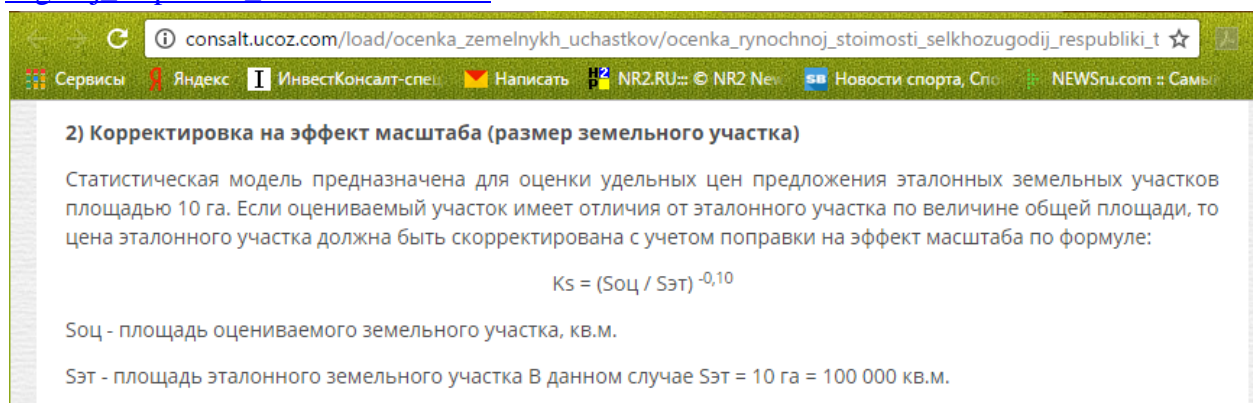 consalt.ucoz.com/load/ocenka_zemelnykh_uchastkov/ocenka_rynochnoj_stoimosti_selkhozugodij_respubliki_t
Сервисы Яндекс ИнвестКонсалт-спец Написать NR2.RU::: © NR2 New Новости спорта, Спо NEWSru.com :: Самы
2) Корректировка на эффект масштаба (размер земельного участка)
Статистическая модель предназначена для оценки удельных цен предложения эталонных земельных участков
площадью 10 га. Если оцениваемый участок имеет отличия от эталонного участка по величине общей площади, то
цена эталонного участка должна быть скорректирована с учетом поправки на эффект масштаба по формуле:
Ks = (Sоц / Sэт) -0,10
Sоц - площадь оцениваемого земельного участка, кв.м.
Sэт - площадь эталонного земельного участка В данном случае Sэт = 10 га = 100 000 кв.м.